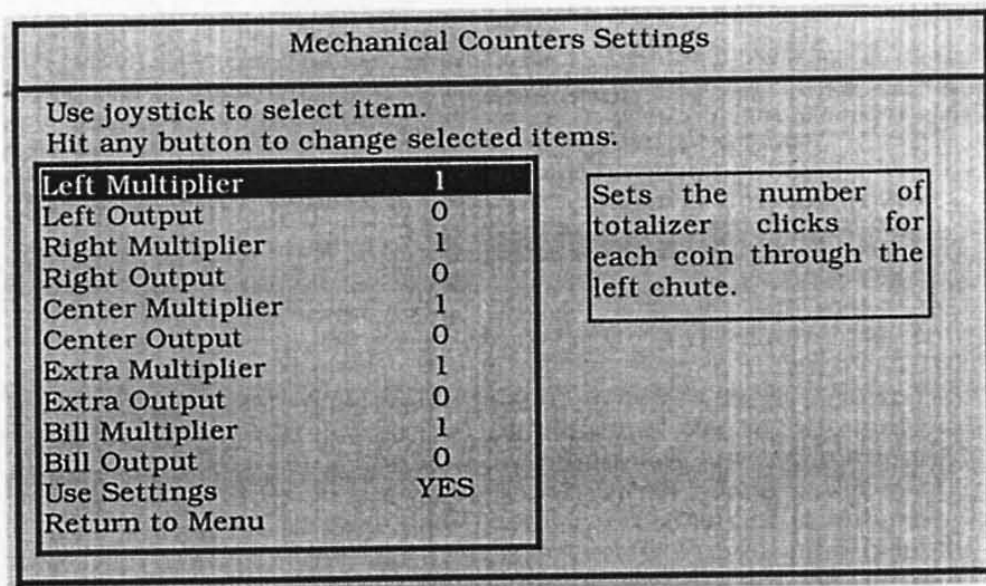 Mechanical Counters Settings
Use joystick to select item.
Hit any button to change selected items.
Left Multiplier 1
Left Output 0
Right Multiplier 1
Right Output 0
Center Multiplier 1
Center Output 0
Extra Multiplier 1
Extra Output 0
Bill Multiplier 1
Bill Output 0
Use Settings YES
Return to Menu
Sets the number of
totalizer clicks for
each coin through the
left chute.